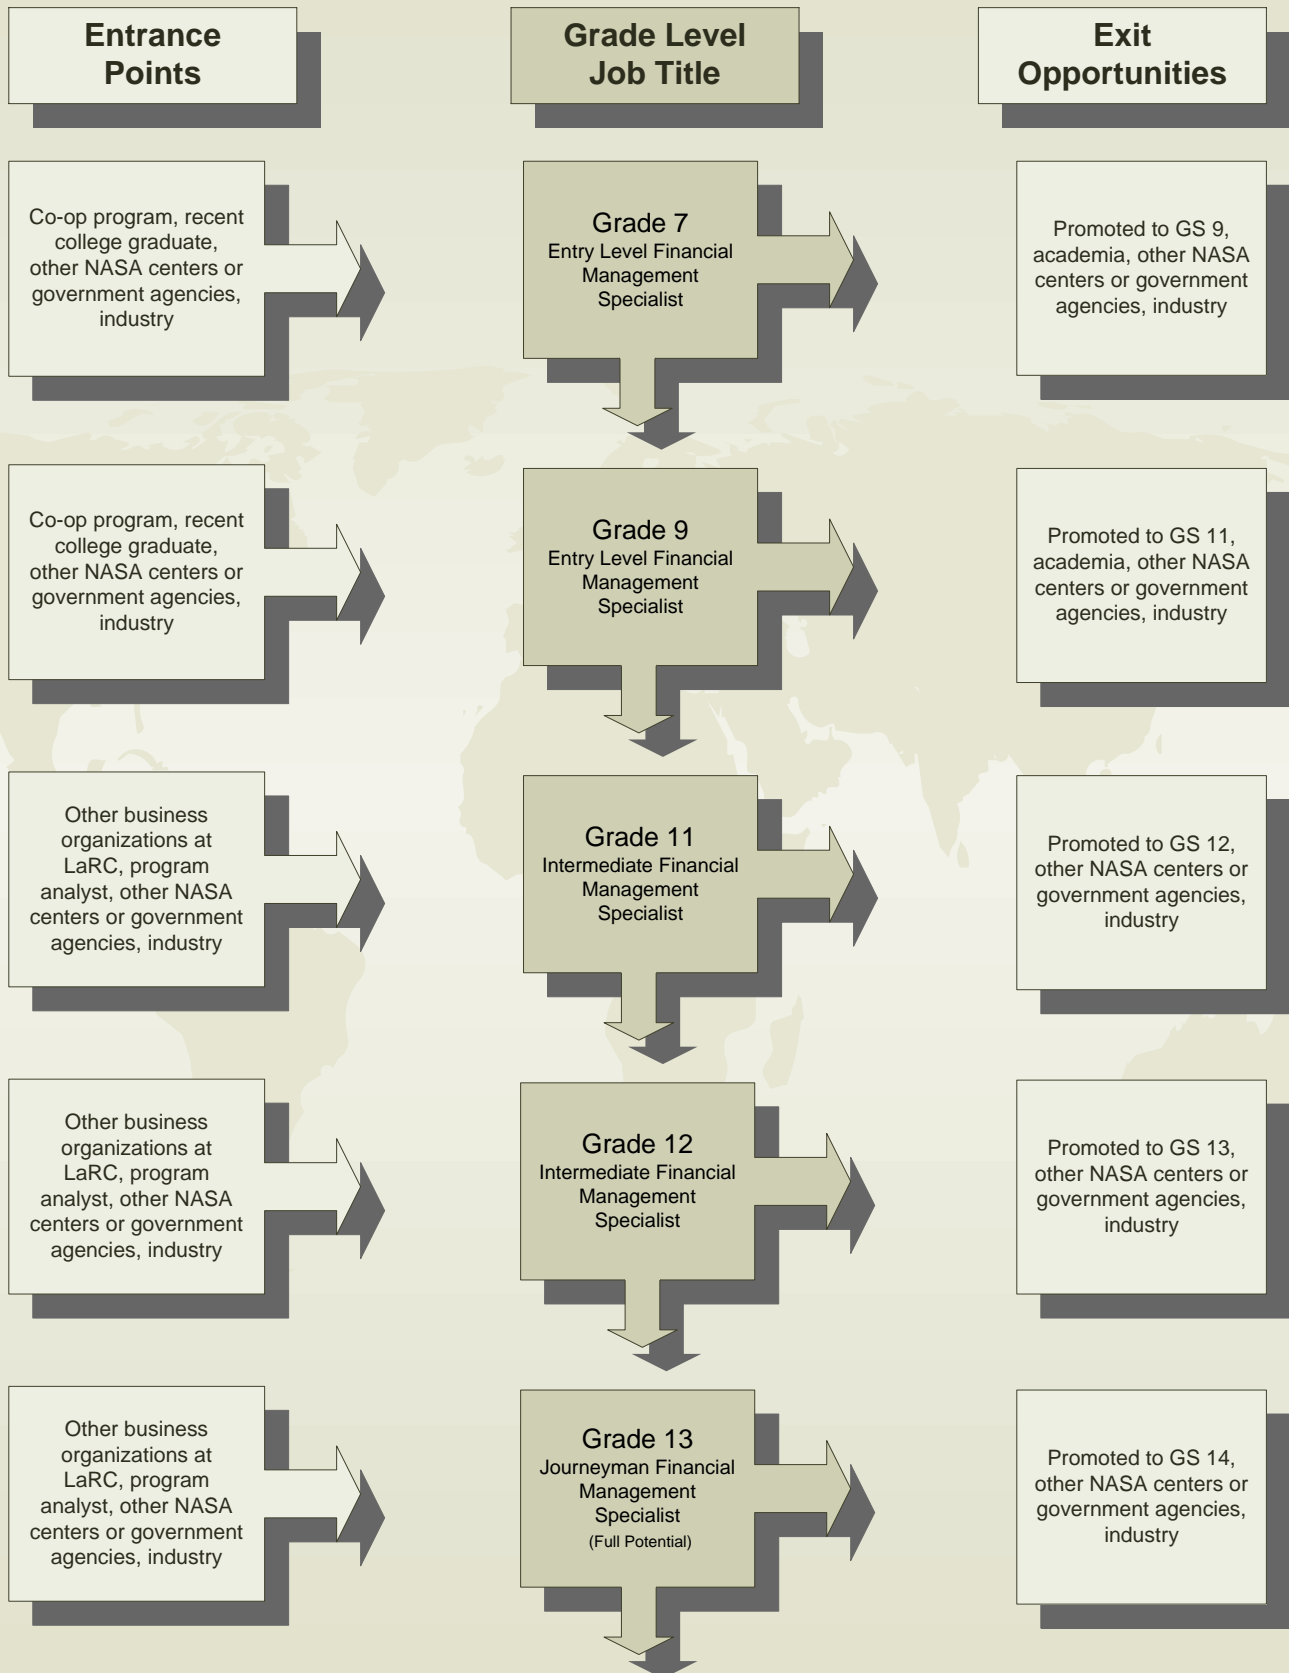 Entrance
Points
Grade Level
Job Title
Exit
Opportunities
Co-op program, recent
college graduate,
other NASA centers or
government agencies,
industry
Grade 7
Entry Level Financial
Management
Specialist
Promoted to GS 9,
academia, other NASA
centers or government
agencies, industry
Co-op program, recent
college graduate,
other NASA centers or
government agencies,
industry
Grade 9
Entry Level Financial
Management
Specialist
Promoted to GS 11,
academia, other NASA
centers or government
agencies, industry
Other business
organizations at
LaRC, program
analyst, other NASA
centers or government
agencies, industry
Grade 11
Intermediate Financial
Management
Specialist
Promoted to GS 12,
other NASA centers or
government agencies,
industry
Other business
organizations at
LaRC, program
analyst, other NASA
centers or government
agencies, industry
Grade 12
Intermediate Financial
Management
Specialist
Promoted to GS 13,
other NASA centers or
government agencies,
industry
Other business
organizations at
LaRC, program
analyst, other NASA
centers or government
agencies, industry
Grade 13
Journeyman Financial
Management
Specialist
(Full Potential)
Promoted to GS 14,
other NASA centers or
government agencies,
industry